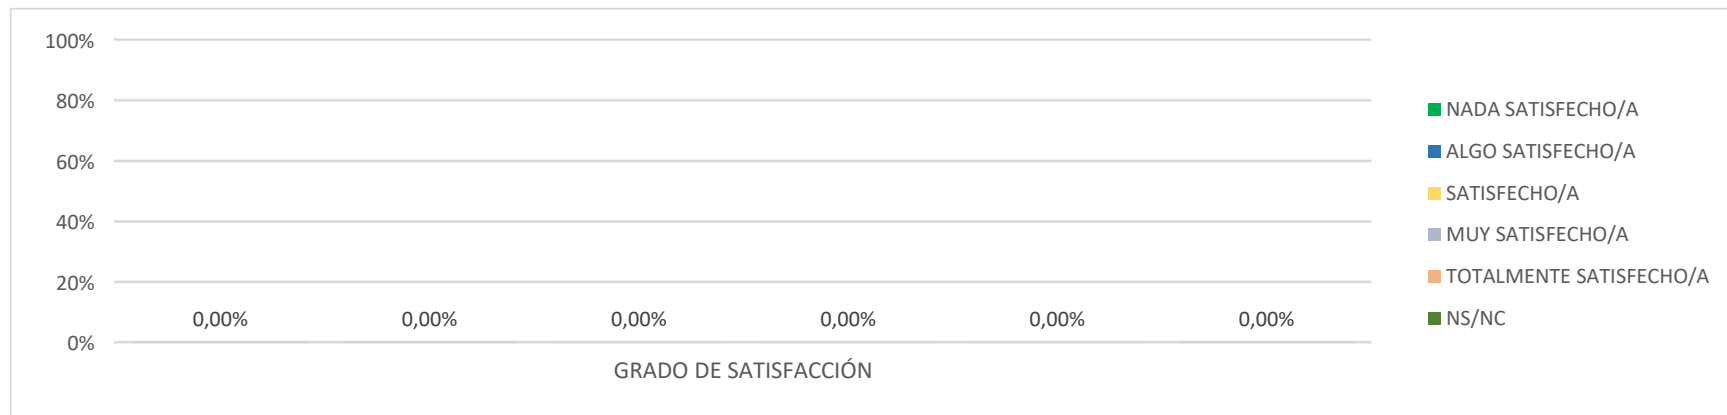 100%
80%
60%
40%
20%
0%
0,00% 0,00% 0,00% 0,00% 0,00% 0,00%
GRADO DE SATISFACCIÓN
NADA SATISFECHO/A
ALGO SATISFECHO/A
SATISFECHO/A
MUY SATISFECHO/A
TOTALMENTE SATISFECHO/A
NS/NC